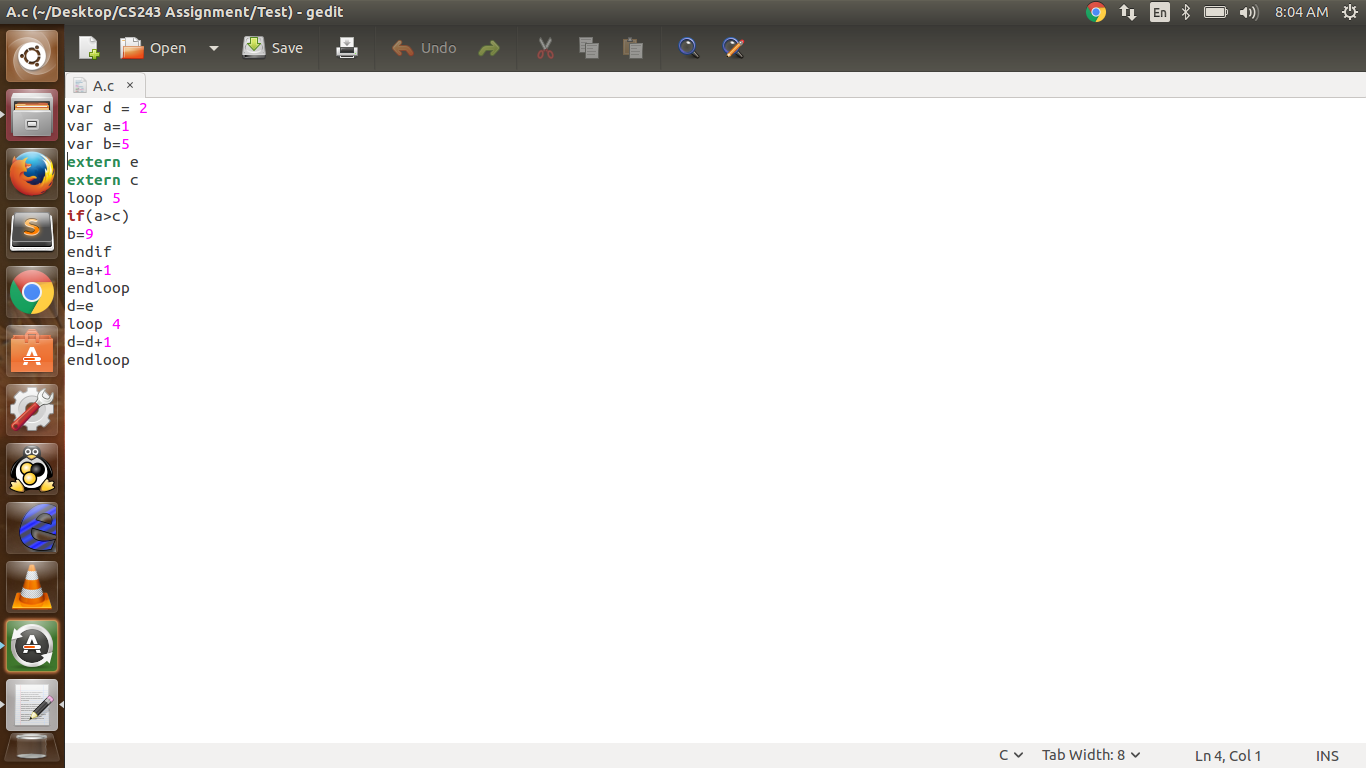 A.c (~/Desktop/CS243 Assignment/Test) - gedit
En
8:04 AM
Open
Save
Undo
A.c ×
var d = 2
var a=1
var b=5
extern e
extern c
loop 5
if(a>c)
b=9
endif
a=a+1
endloop
d=e
loop 4
d=d+1
endloop
C
Tab Width: 8
Ln 4, Col 1
INS